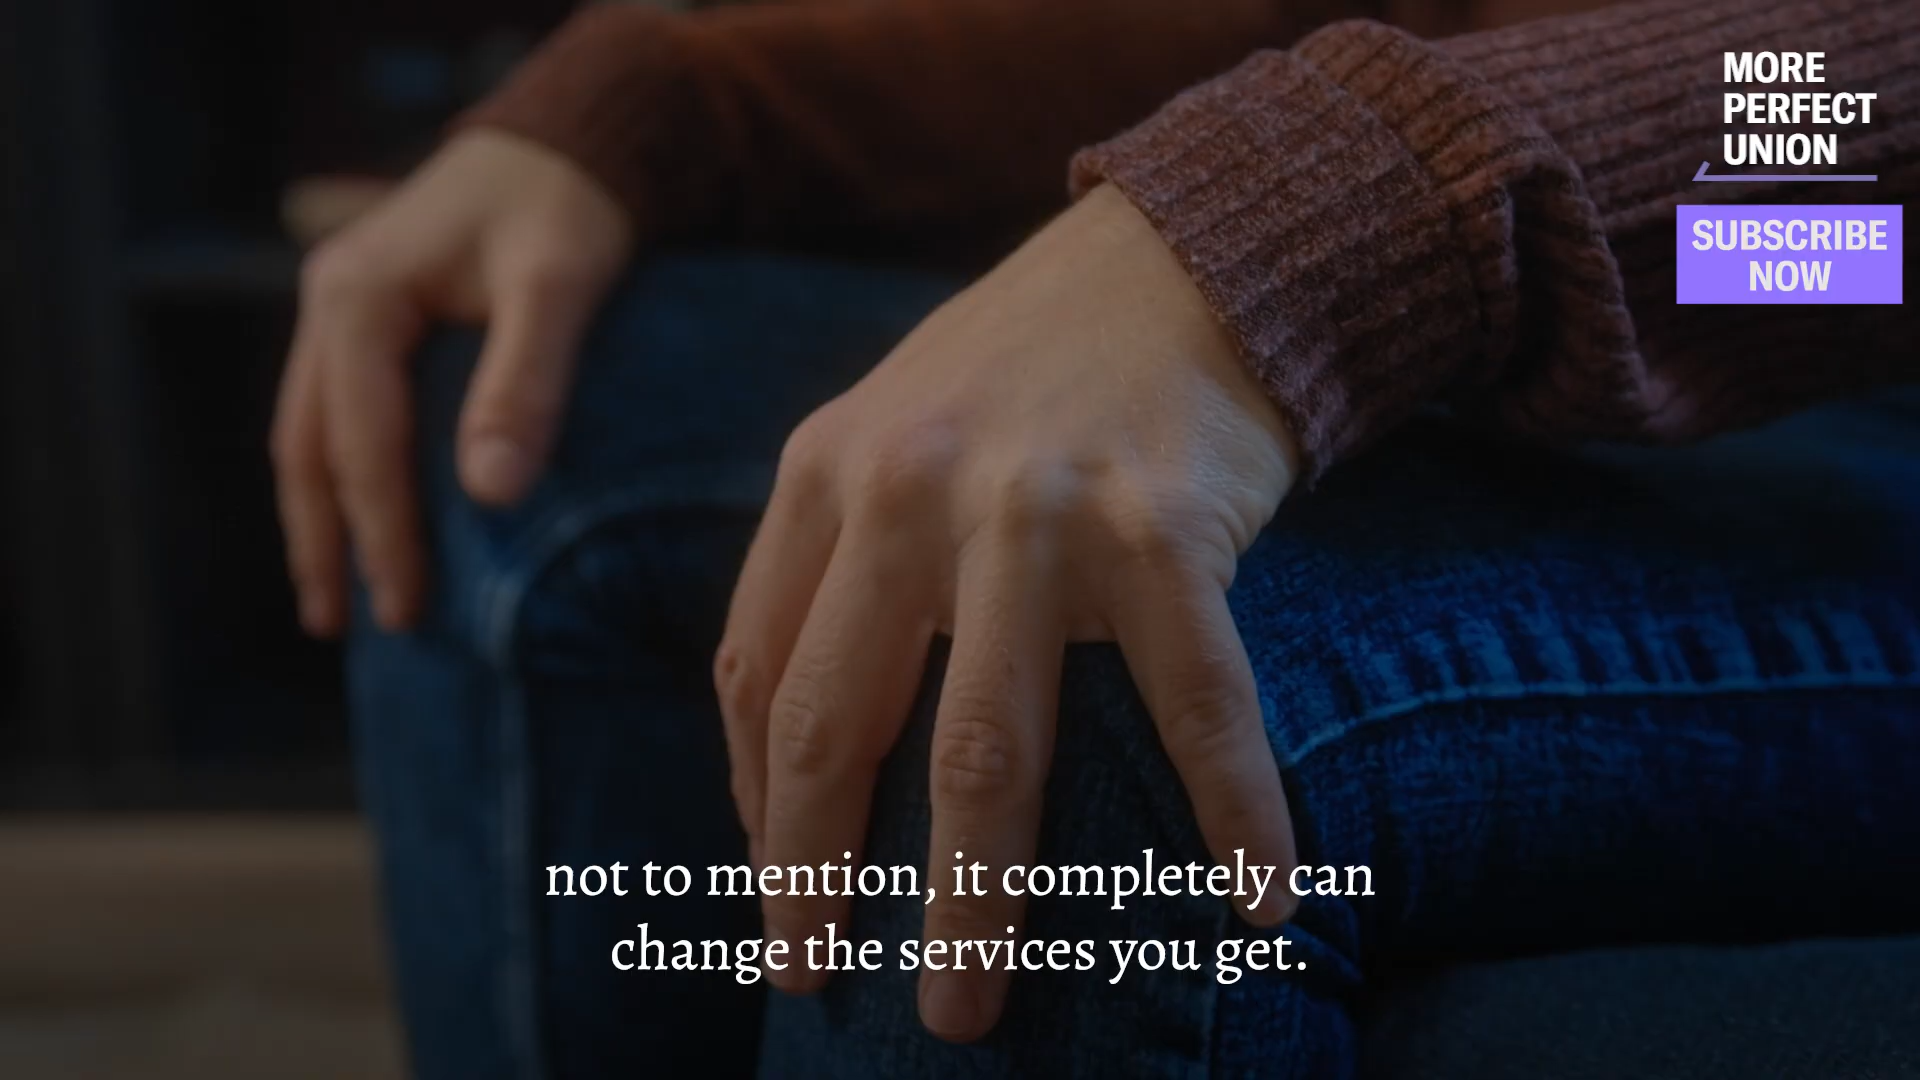 MORE
PERFECT
UNION
SUBSCRIBE
NOW
not to mention, it completely can
change the services you get.